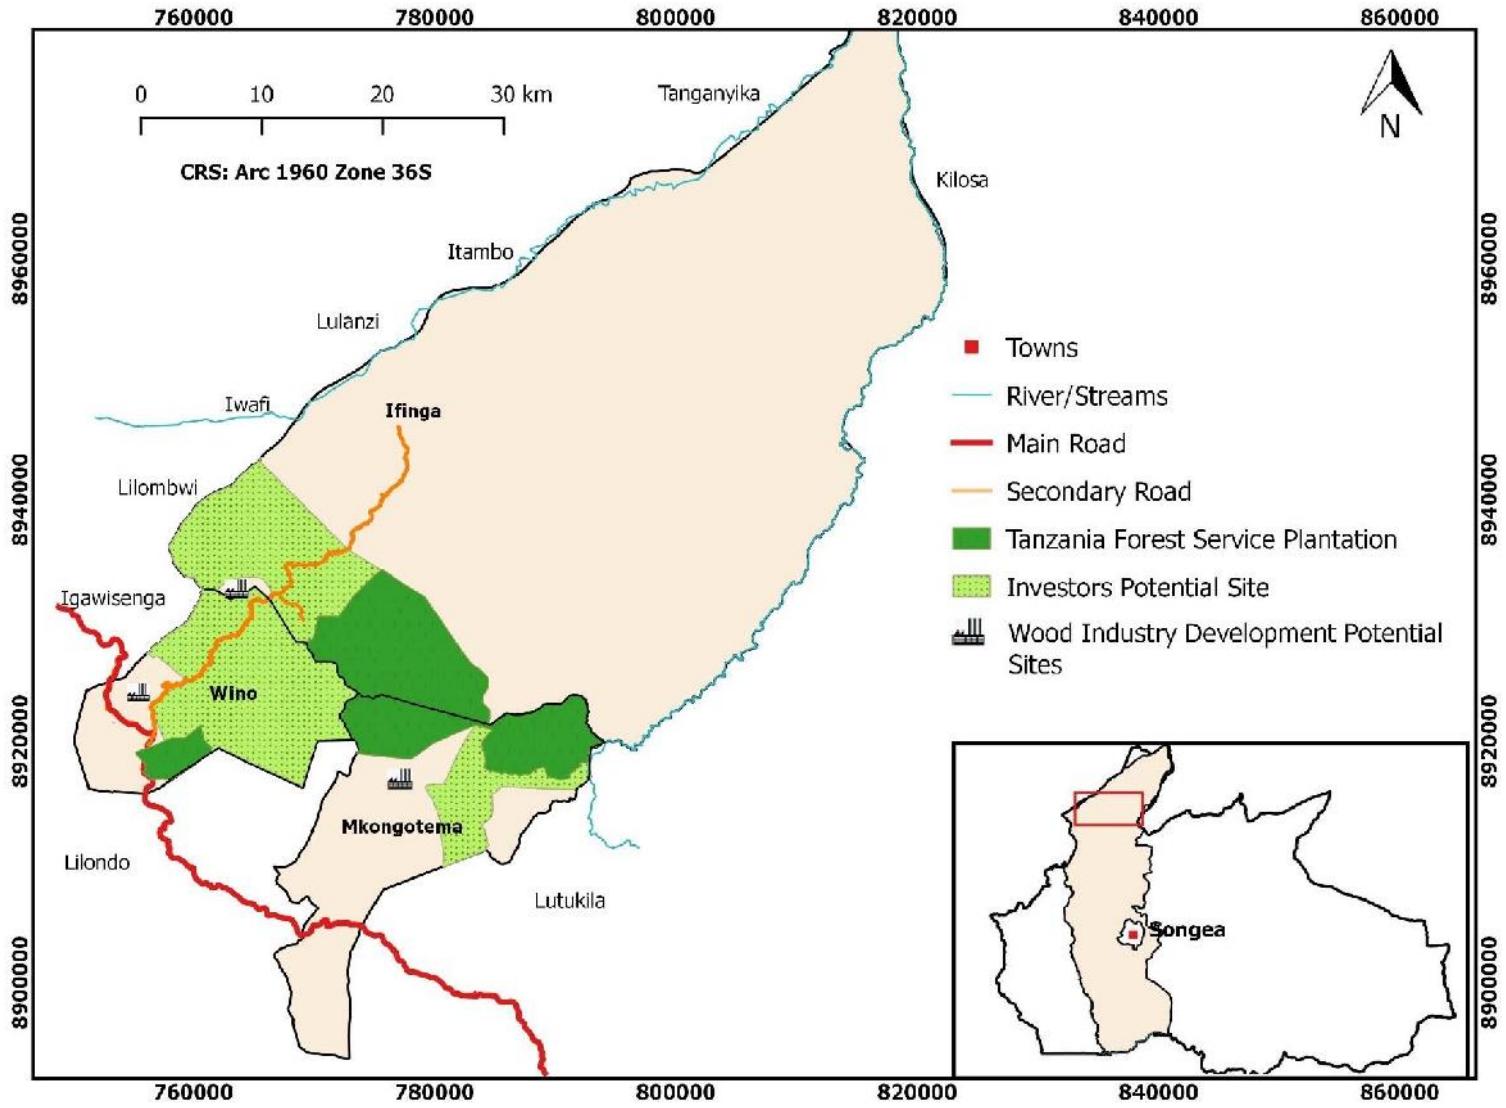 760000 780000 800000 820000 840000 860000
0 10 20 30 km
CRS: Arc 1960 Zone 36S
Tanganyika
N
Kilosa
8960000
8960000
Itambo
Lulanzi
Towns
Iwafi
River/Streams
Ifinga
Main Road
Lilombwi
Secondary Road
8940000
8940000
Tanzania Forest Service Plantation
Investors Potential Site
Igawisenga
Wood Industry Development Potential
Sites
Wino
8920000
8920000
Mkongotema
Lilondo
Lutukila
Songea
8900000
8900000
760000 780000 800000 820000 840000 860000